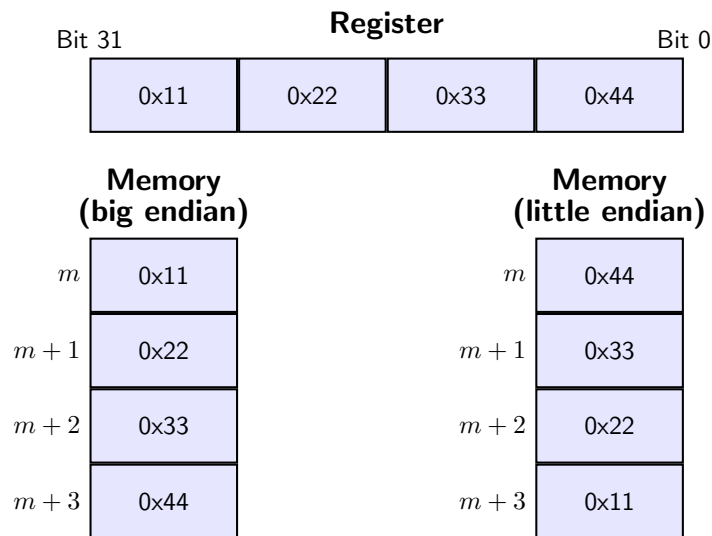 Register
Bit 31 Bit 0
0x11 0x22 0x33 0x44
Memory
(big endian)
m 0x11
m + 1 0x22
m + 2 0x33
m + 3 0x44
Memory
(little endian)
m 0x44
m + 1 0x33
m + 2 0x22
m + 3 0x11